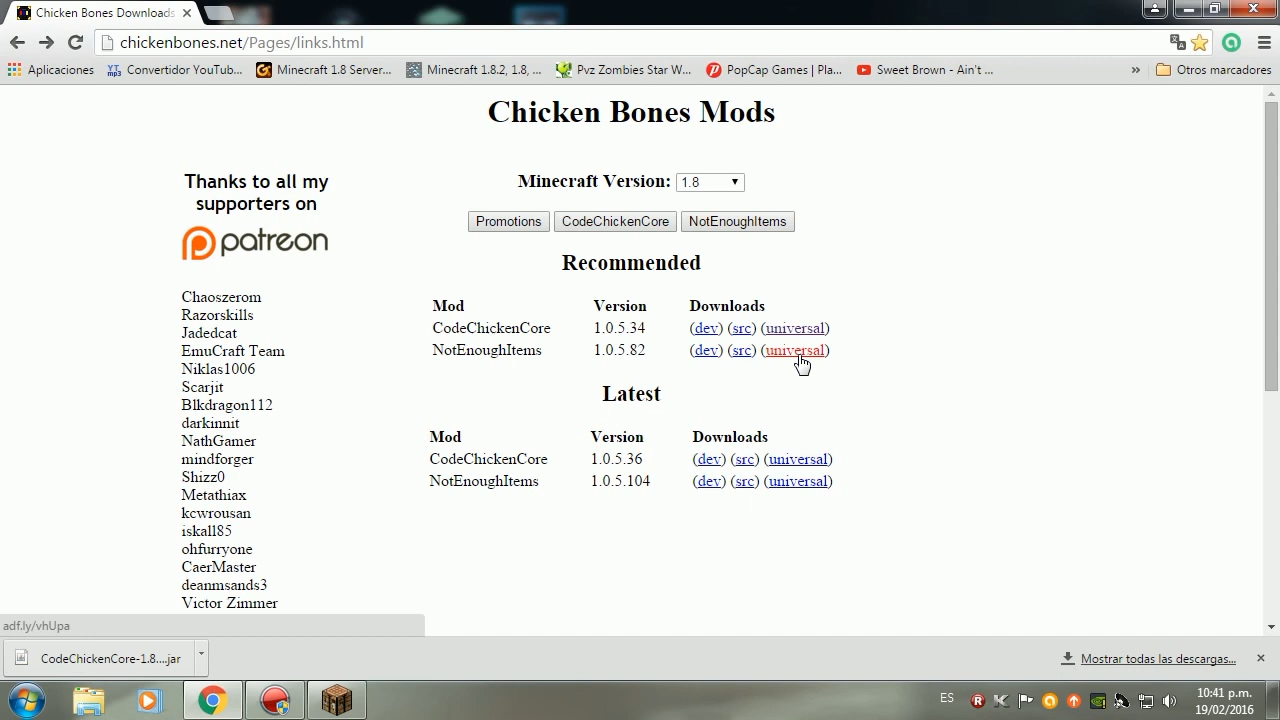 Chicken Bones Downloads
chickenbones.net/Pages/links.html
Aplicaciones
Convertidor YouTub...
Minecraft 1.8 Server...
Minecraft 1.8.2, 1.8, ...
Pvz Zombies Star W...
PopCap Games | Pla...
Sweet Brown - Ain't ...
»
Otros marcadores
Chicken Bones Mods
Thanks to all my
supporters on
patreon
Chaoszerom
Razorskills
Jadedcat
EmuCraft Team
Niklas1006
Scarjit
Blkdragon112
darkinnit
NathGamer
mindforger
Shizz0
Metathiax
kcwrousan
iskall85
ohfurryone
CaerMaster
deanmsands3
Victor Zimmer
Minecraft Version: 1.8
Promotions CodeChickenCore NotEnoughItems
Recommended
Mod Version Downloads
CodeChickenCore 1.0.5.34 (dev) (src) (universal)
NotEnoughItems 1.0.5.82 (dev) (src) (universal)
Latest
Mod Version Downloads
CodeChickenCore 1.0.5.36 (dev) (src) (universal)
NotEnoughItems 1.0.5.104 (dev) (src) (universal)
adf.ly/vhUpa
CodeChickenCore-1.8....jar
Mostrar todas las descargas...
ES
10:41 p.m.
19/02/2016